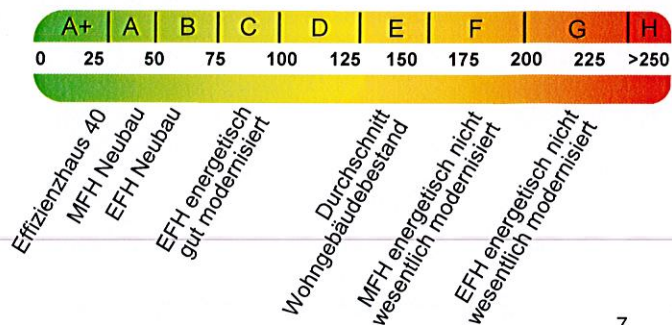 A+ A B C D E F G H
0 25 50 75 100 125 150 175 200 225 >250
Effizienzhaus 40
MFH Neubau
EFH Neubau
EFH energetisch
gut modernisiert
Durchschnitt
Wohngebäudebestand
MFH energetisch nicht
wesentlich modernisiert
EFH energetisch nicht
wesentlich modernisiert
7